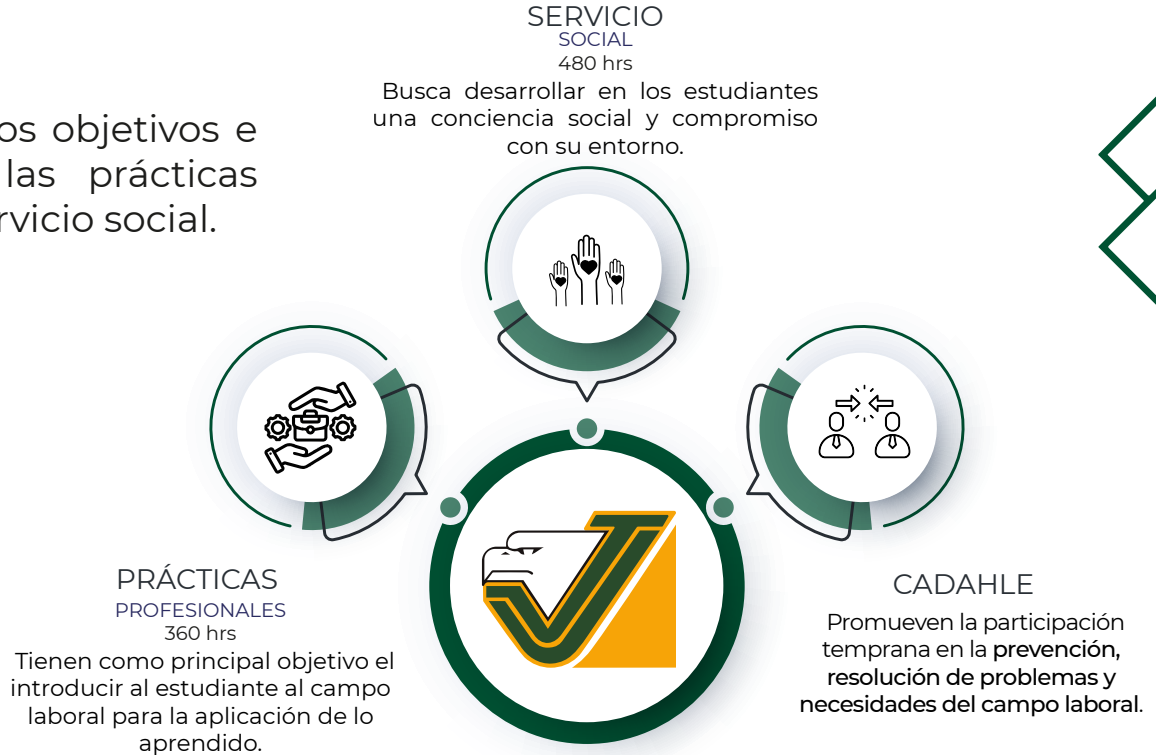 SERVICIO
SOCIAL
480 hrs
Busca desarrollar en los estudiantes
una conciencia social y compromiso
con su entorno.
os objetivos e
las prácticas
rvicio social.
PRÁCTICAS
PROFESIONALES
360 hrs
Tienen como principal objetivo el
introducir al estudiante al campo
laboral para la aplicación de lo
aprendido.
CADAHLE
Promueven la participación
temprana en la prevención,
resolución de problemas y
necesidades del campo laboral.